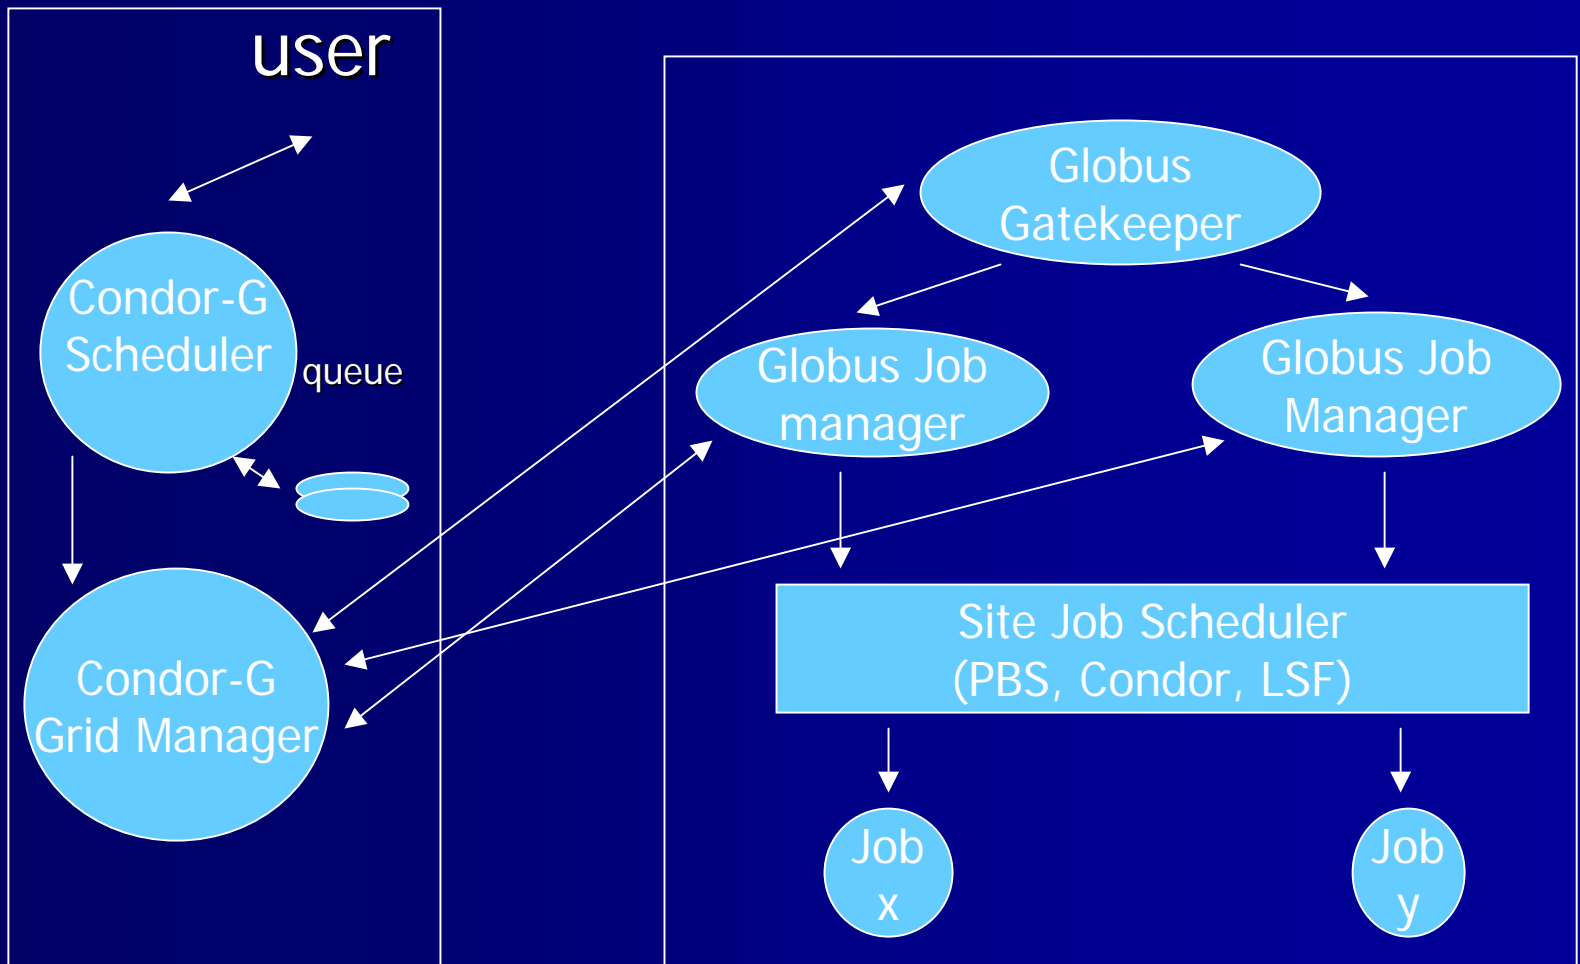 user
Condor-G
Scheduler
queue
Condor-G
Grid Manager
Globus
Gatekeeper
Globus Job
manager
Globus Job
Manager
Site Job Scheduler
(PBS, Condor, LSF)
Job
x
Job
y